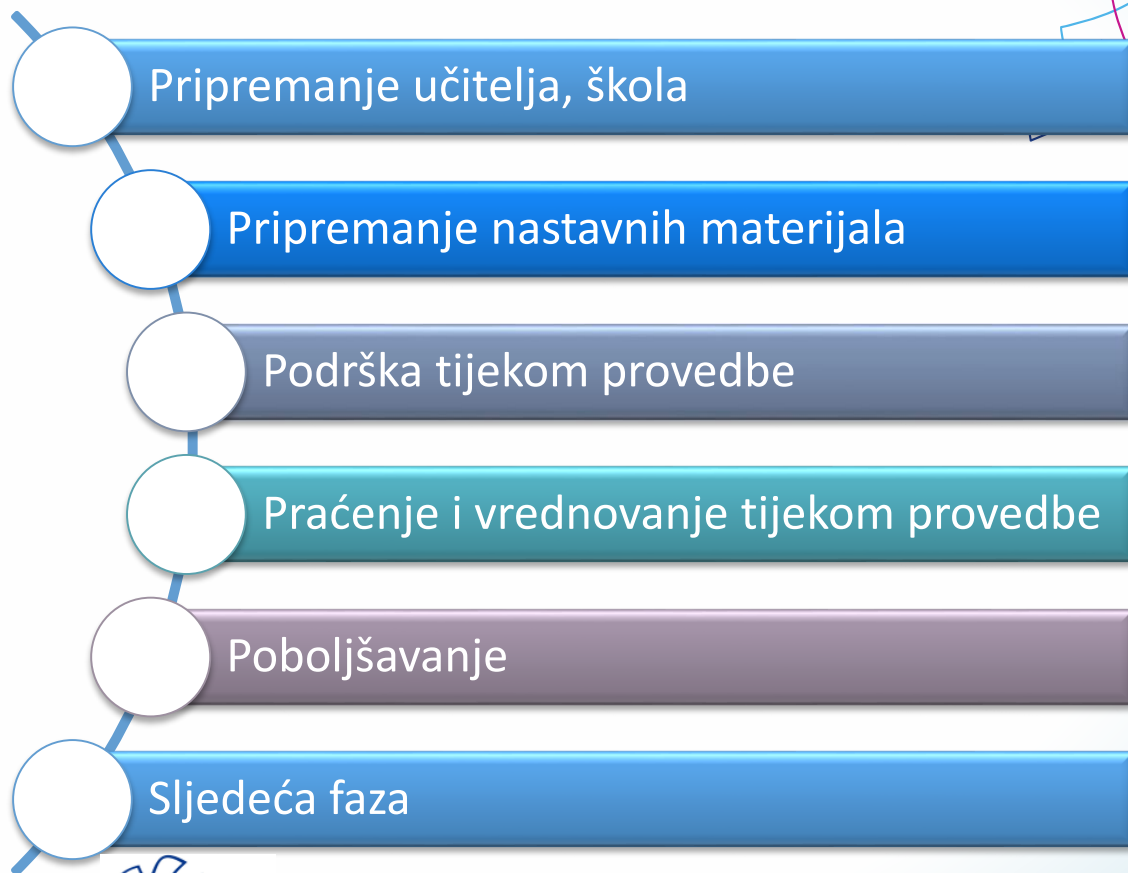 Pripremanje učitelja, škola
Pripremanje nastavnih materijala
Podrška tijekom provedbe
Praćenje i vrednovanje tijekom provedbe
Poboljšavanje
Sljedeća faza